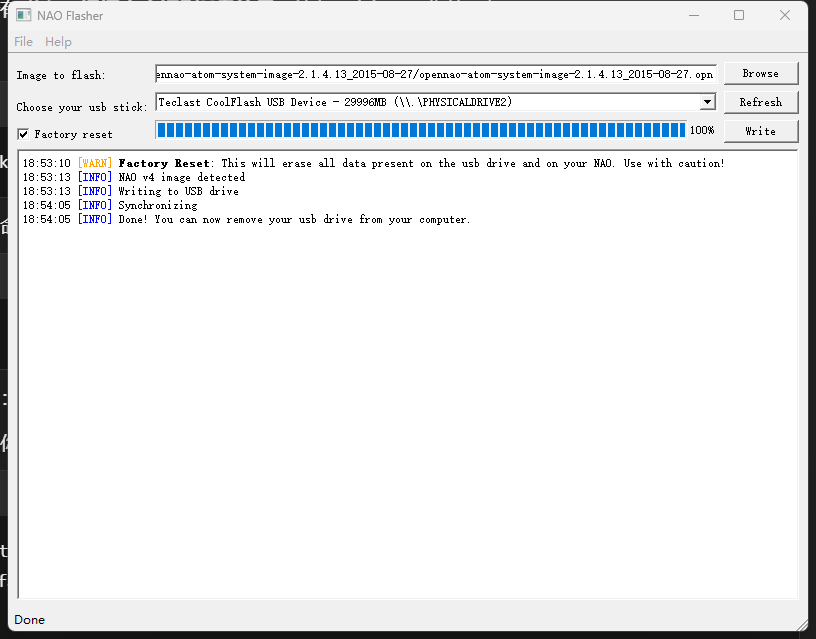 NAO Flasher
File Help
Image to flash: ennao-atom-system-image-2.1.4.13_2015-08-27/opennao-atom-system-image-2.1.4.13_2015-08-27.opn Browse
Choose your usb stick: Teclast CoolFlash USB Device - 29996MB (\\.\PHYSICALDRIVE2) Refresh
Factory reset 100% Write
18:53:10 [WARN] Factory Reset: This will erase all data present on the usb drive and on your NAO. Use with caution!
18:53:13 [INFO] NAO v4 image detected
18:53:13 [INFO] Writing to USB drive
18:54:05 [INFO] Synchronizing
18:54:05 [INFO] Done! You can now remove your usb drive from your computer.
Done